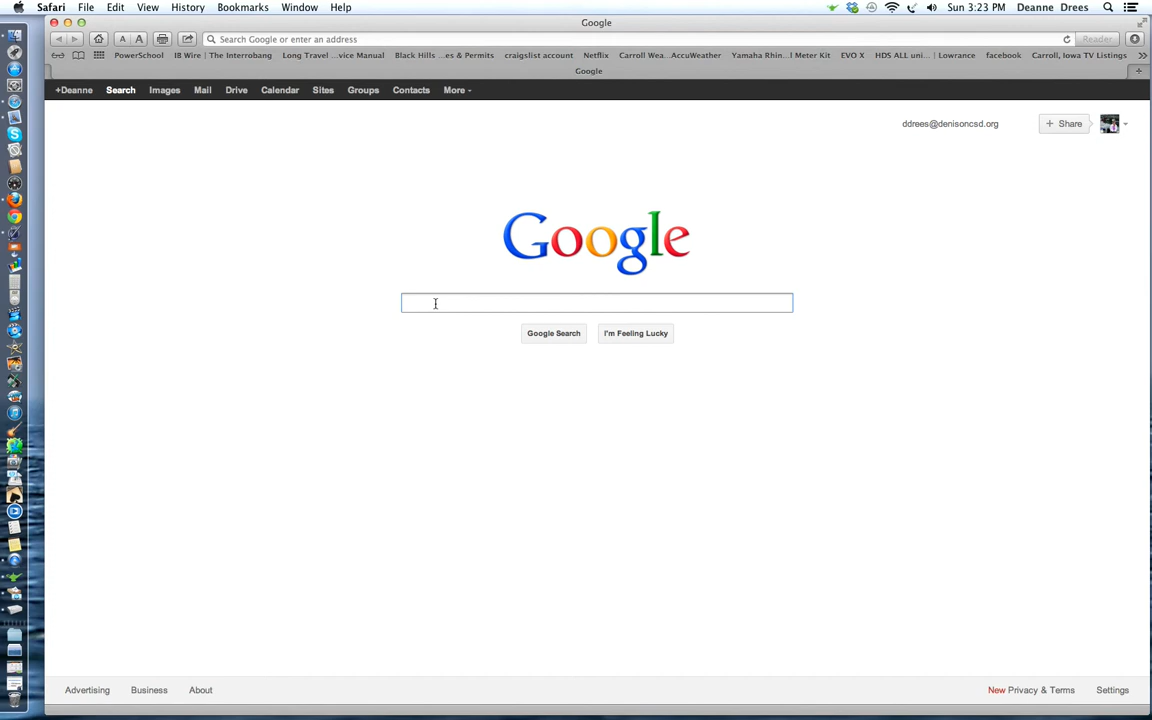 Safari File Edit View History Bookmarks Window Help Sun 3:23 PM Deanne Drees
Google
A A Search Google or enter an address Reader
PowerSchool IB Wire | The Interrobang Long Travel ...vice Manual Black Hills ...es & Permits craigslist account Netflix Carroll Wea...AccuWeather Yamaha Rhin...l Meter Kit EVO X HDS ALL uni... | Lowrance facebook Carroll, Iowa TV Listings
Google
+Deanne Search Images Mail Drive Calendar Sites Groups Contacts More
ddrees@denisoncsd.org + Share
Google
Google Search I'm Feeling Lucky
Advertising Business About New Privacy & Terms Settings